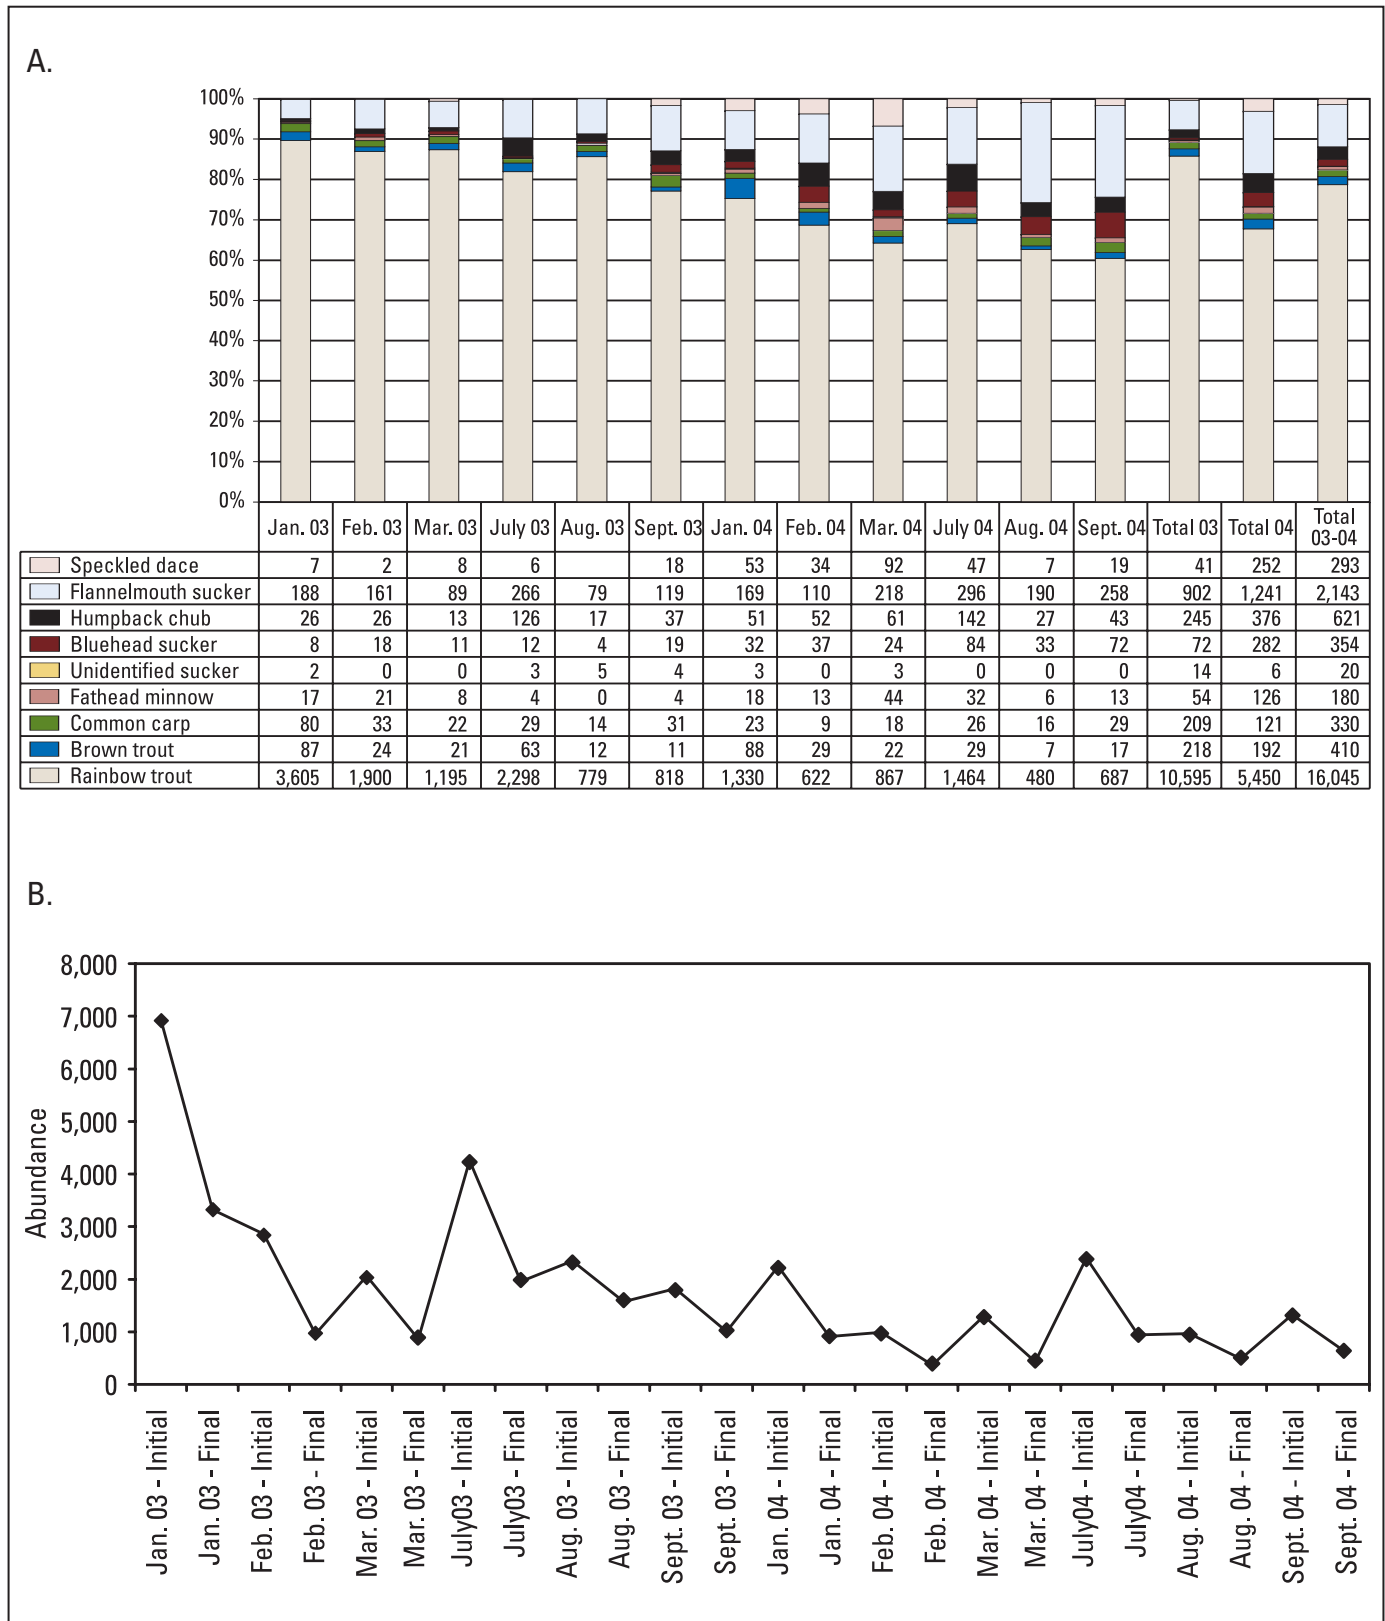 A.
100%
90%
80%
70%
60%
50%
40%
30%
20%
10%
0%
Jan. 03 Feb. 03 Mar. 03 July 03 Aug. 03 Sept. 03 Jan. 04 Feb. 04 Mar. 04 July 04 Aug. 04 Sept. 04 Total 03 Total 04 Total 03-04
Speckled dace 7 2 8 6 18 53 34 92 47 7 19 41 252 293
Flannelmouth sucker 188 161 89 266 79 119 169 110 218 296 190 258 902 1,241 2,143
Humpback chub 26 26 13 126 17 37 51 52 61 142 27 43 245 376 621
Bluehead sucker 8 18 11 12 4 19 32 37 24 84 33 72 72 282 354
Unidentified sucker 2 0 0 3 5 4 3 0 3 0 0 0 14 6 20
Fathead minnow 17 21 8 4 0 4 18 13 44 32 6 13 54 126 180
Common carp 80 33 22 29 14 31 23 9 18 26 16 29 209 121 330
Brown trout 87 24 21 63 12 11 88 29 22 29 7 17 218 192 410
Rainbow trout 3,605 1,900 1,195 2,298 779 818 1,330 622 867 1,464 480 687 10,595 5,450 16,045
B.
Abundance
8,000
7,000
6,000
5,000
4,000
3,000
2,000
1,000
0
Jan. 03 - Initial
Jan. 03 - Final
Feb. 03 - Initial
Feb. 03 - Final
Mar. 03 - Initial
Mar. 03 - Final
July03 - Initial
July03 - Final
Aug. 03 - Initial
Aug. 03 - Final
Sept. 03 - Initial
Sept. 03 - Final
Jan. 04 - Initial
Jan. 04 - Final
Feb. 04 - Initial
Feb. 04 - Final
Mar. 04 - Initial
Mar. 04 - Final
July04 - Initial
July04 - Final
Aug. 04 - Initial
Aug. 04 - Final
Sept. 04 - Initial
Sept. 04 - Final